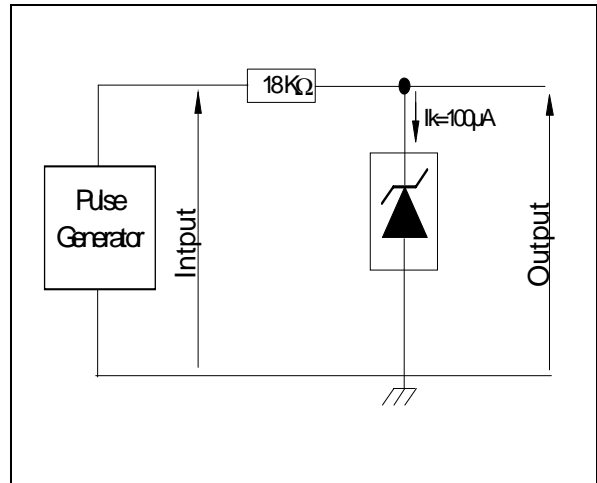 18KΩ
Ik=100µA
Pulse
Generator
Intput
Output